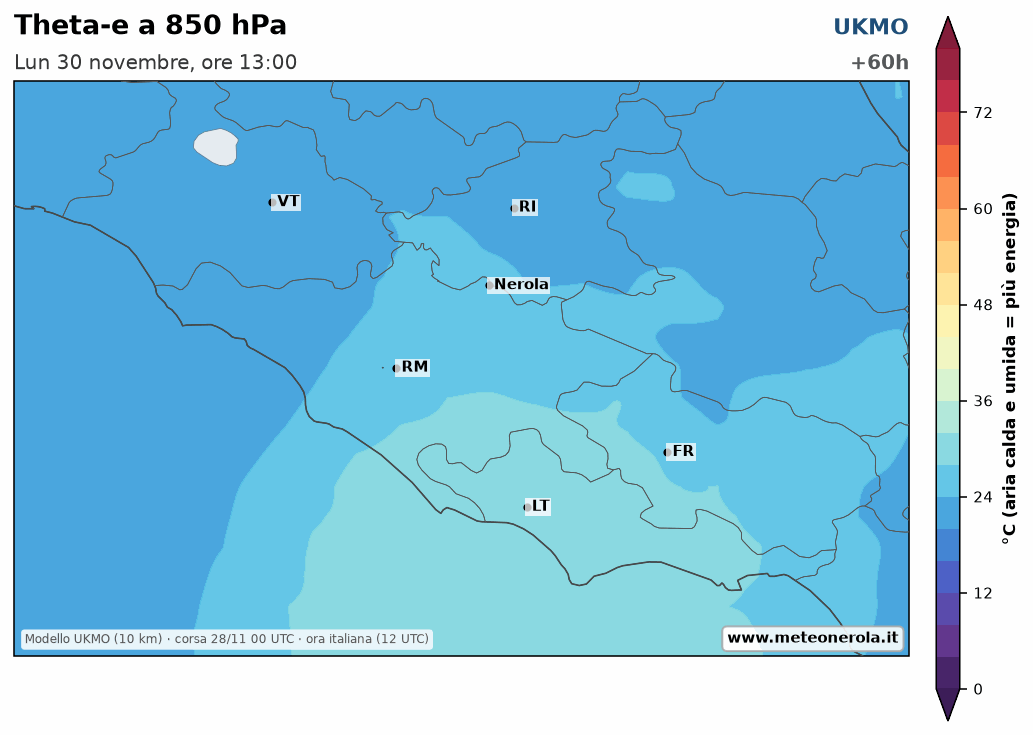 Theta-e a 850 hPa
UKMO
Lun 30 novembre, ore 13:00
+60h
VT
RI
Nerola
RM
FR
LT
Modello UKMO (10 km) · corsa 28/11 00 UTC · ora italiana (12 UTC)
www.meteonerola.it
72
60
48
36
24
12
0
°C (aria calda e umida = più energia)